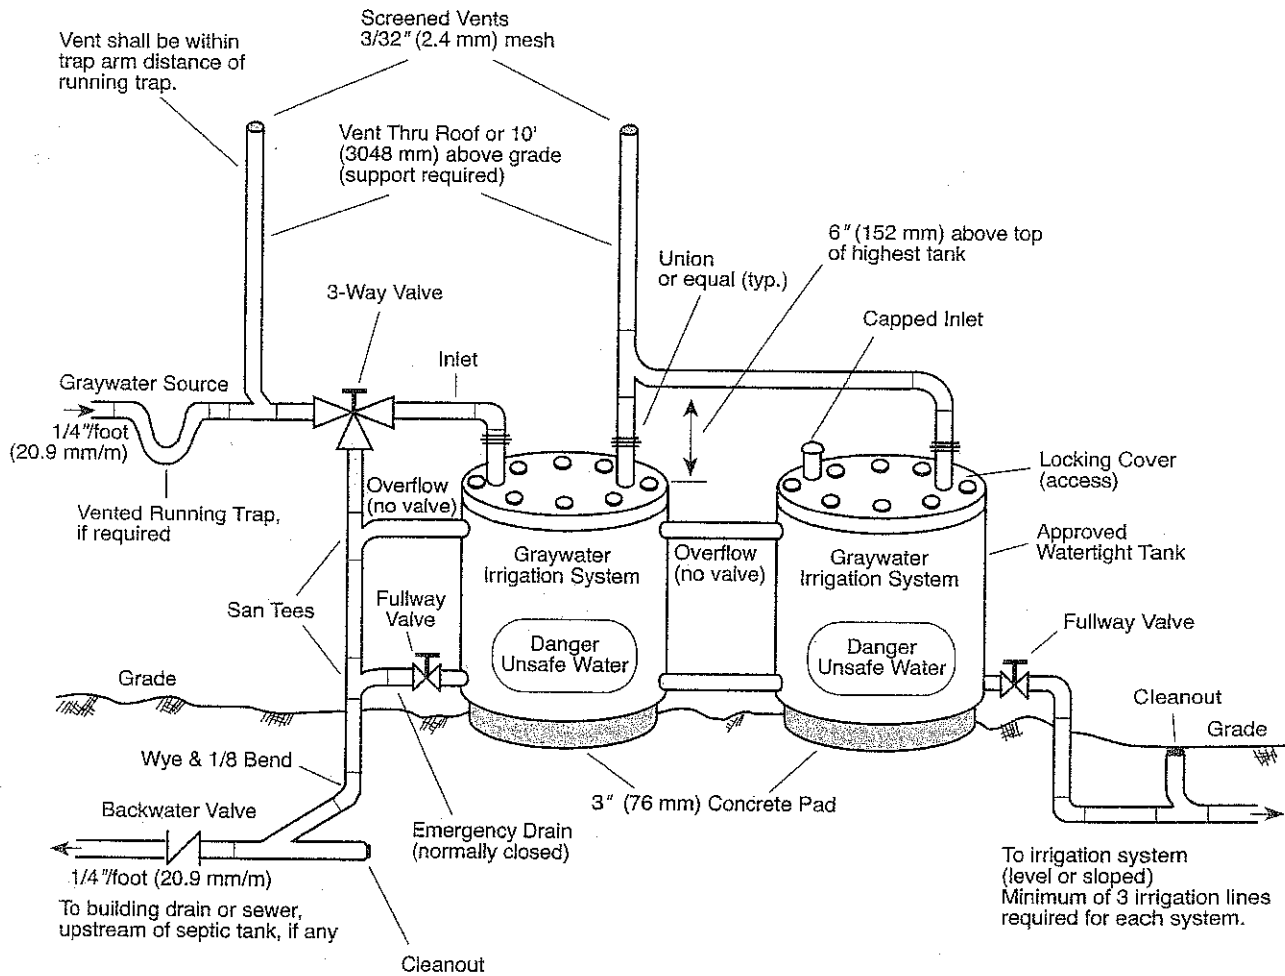 Screened Vents
3/32" (2.4 mm) mesh
Vent shall be within
trap arm distance of
running trap.
Vent Thru Roof or 10'
(3048 mm) above grade
(support required)
6" (152 mm) above top
of highest tank
Union
or equal (typ.)
3-Way Valve
Capped Inlet
Inlet
Graywater Source
1/4"/foot
(20.9 mm/m)
Locking Cover
(access)
Overflow
(no valve)
Vented Running Trap,
if required
Approved
Watertight Tank
Graywater
Irrigation System
Overflow
(no valve)
Graywater
Irrigation System
San Tees
Fullway
Valve
Fullway Valve
Danger
Unsafe Water
Danger
Unsafe Water
Grade
Cleanout
Grade
Wye & 1/8 Bend
3" (76 mm) Concrete Pad
Backwater Valve
Emergency Drain
(normally closed)
1/4"/foot (20.9 mm/m)
To building drain or sewer,
upstream of septic tank, if any
To irrigation system
(level or sloped)
Minimum of 3 irrigation lines
required for each system.
Cleanout